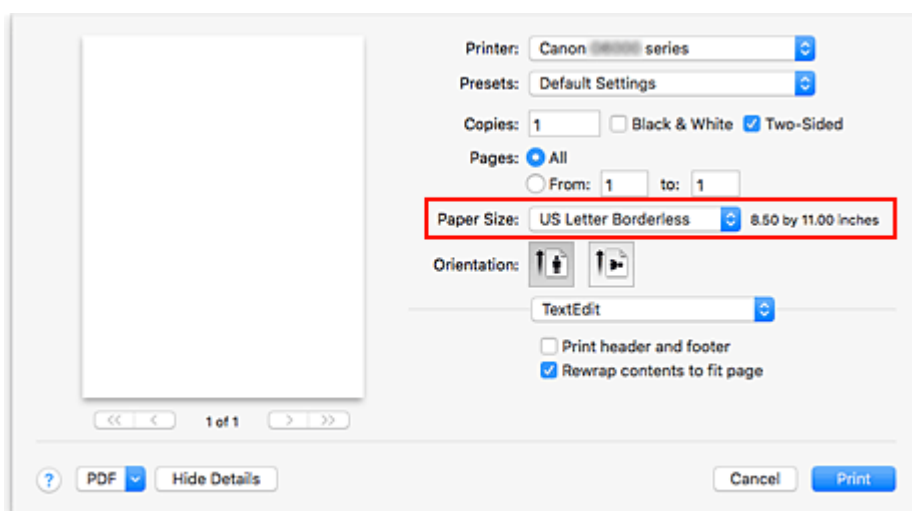 Printer: Canon series
Presets: Default Settings
Copies: 1 Black & White Two-Sided
Pages: All
From: 1 to: 1
Paper Size: US Letter Borderless 8.50 by 11.00 inches
Orientation:
TextEdit
Print header and footer
Rewrap contents to fit page
<< < 1 of 1 > >>
? PDF Hide Details Cancel Print